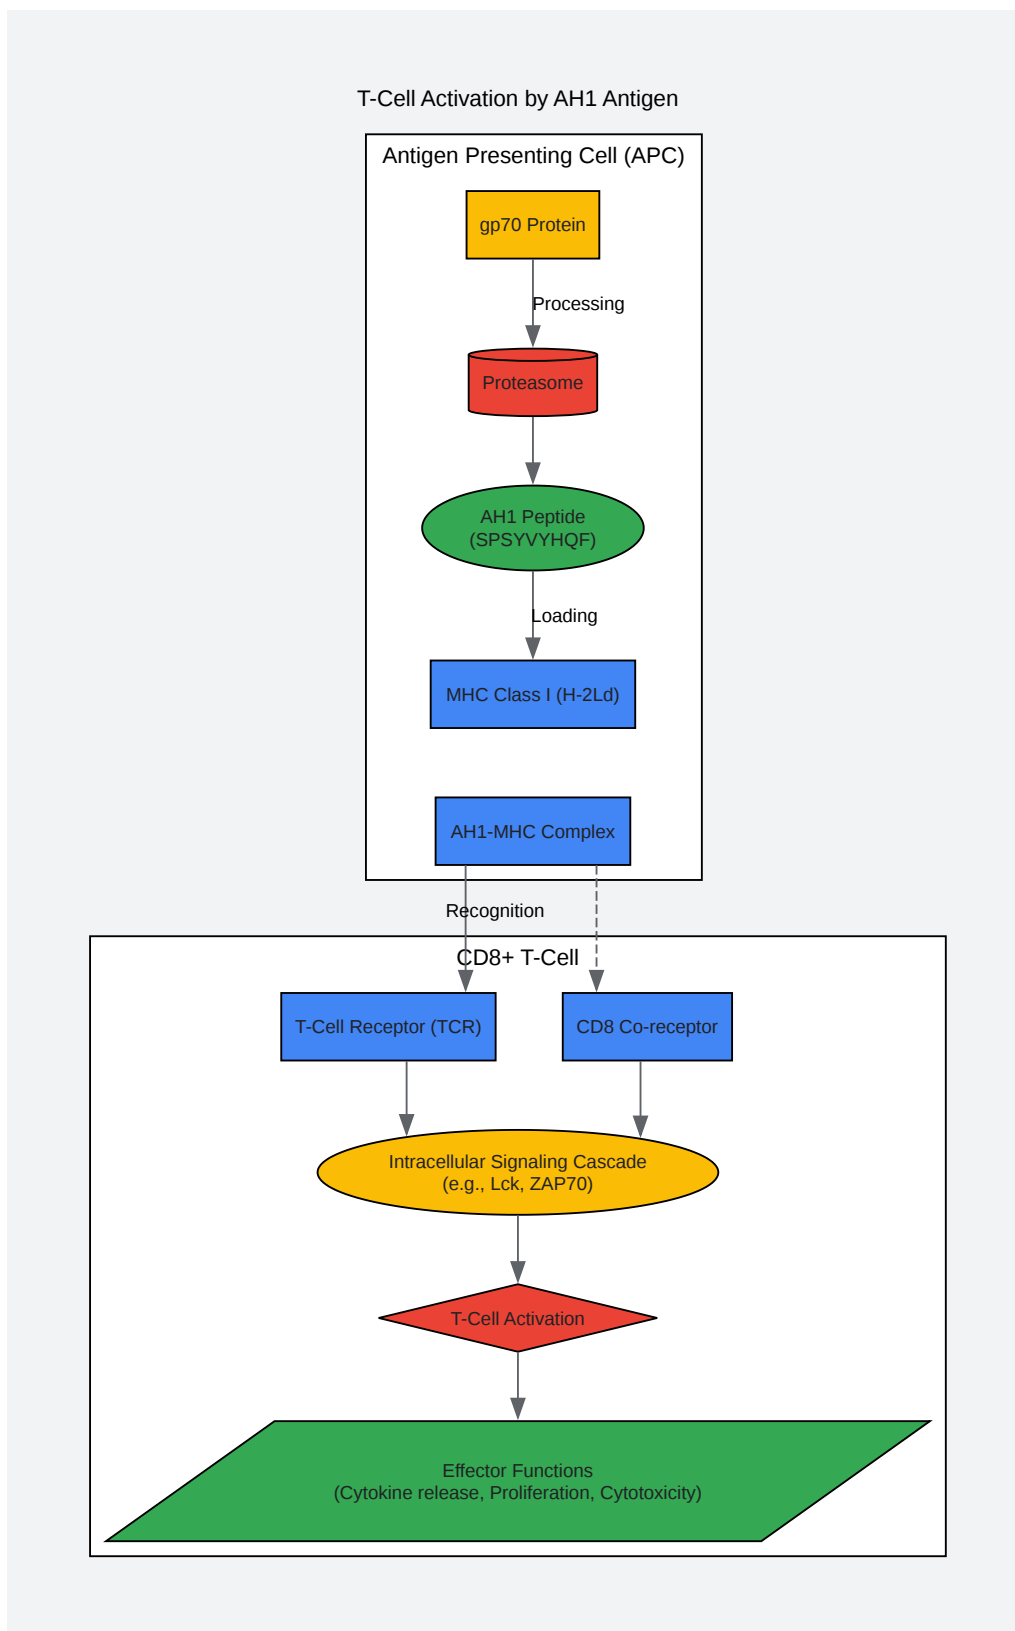 T-Cell Activation by AH1 Antigen
Antigen Presenting Cell (APC)
gp70 Protein
Processing
Proteasome
AH1 Peptide
(SPSYVYHQF)
Loading
MHC Class I (H-2Ld)
AH1-MHC Complex
Recognition
CD8+ T-Cell
T-Cell Receptor (TCR)
CD8 Co-receptor
Intracellular Signaling Cascade
(e.g., Lck, ZAP70)
T-Cell Activation
Effector Functions
(Cytokine release, Proliferation, Cytotoxicity)